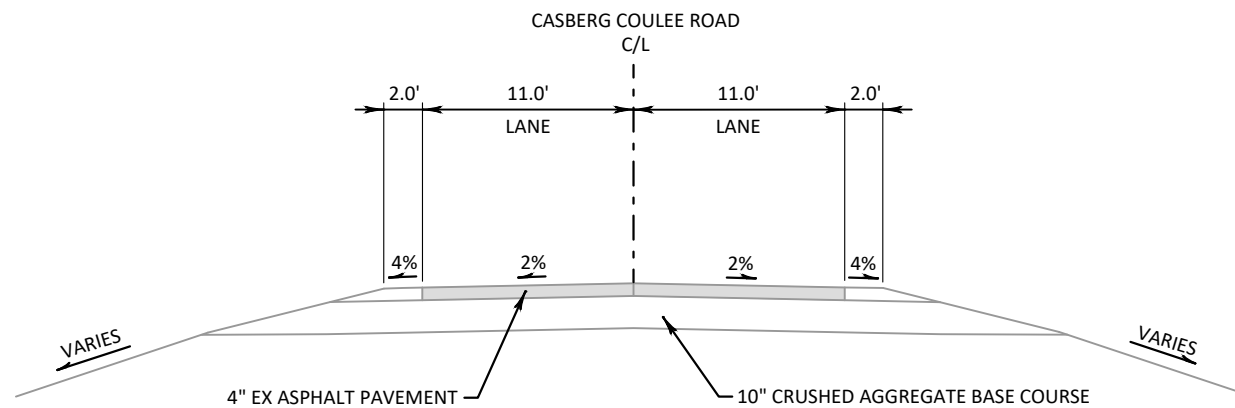 CASBERG COULEE ROAD
C/L
2.0' 11.0' 11.0' 2.0'
LANE LANE
4% 2% 2% 4%
VARIES VARIES
4" EX ASPHALT PAVEMENT 10" CRUSHED AGGREGATE BASE COURSE